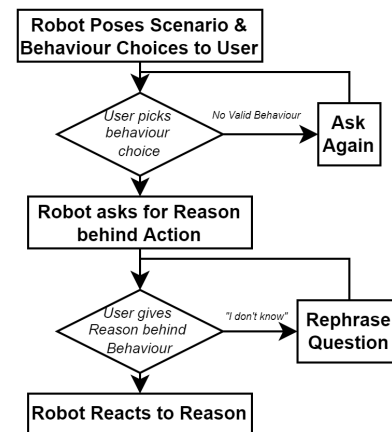 Robot Poses Scenario &
Behaviour Choices to User
User picks
behaviour
choice
No Valid Behaviour
Ask
Again
Robot asks for Reason
behind Action
User gives
Reason behind
Behaviour
"I don't know"
Rephrase
Question
Robot Reacts to Reason